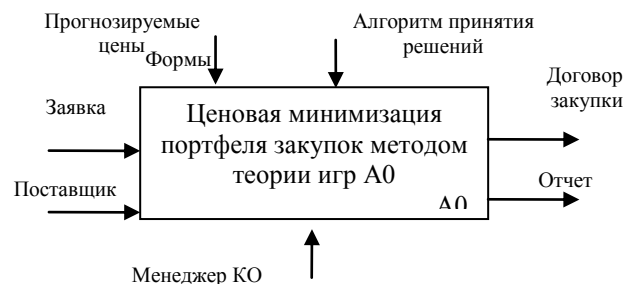 Прогнозируемые
цены
Формы
Алгоритм принятия
решений
Договор
закупки
Заявка
Ценовая минимизация
портфеля закупок методом
теории игр А0
А0
Поставщик
Отчет
Менеджер КО